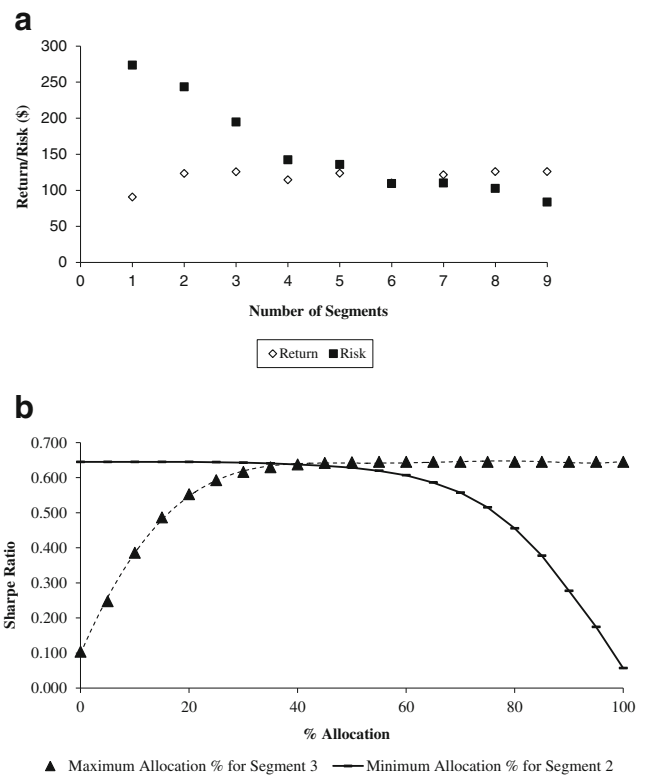 a
300
250
200
150
100
50
0
Return/Risk ($)
0 1 2 3 4 5 6 7 8 9
Number of Segments
Return Risk
b
0.700
0.600
0.500
0.400
0.300
0.200
0.100
0.000
Sharpe Ratio
0 20 40 60 80 100
% Allocation
Maximum Allocation % for Segment 3 Minimum Allocation % for Segment 2